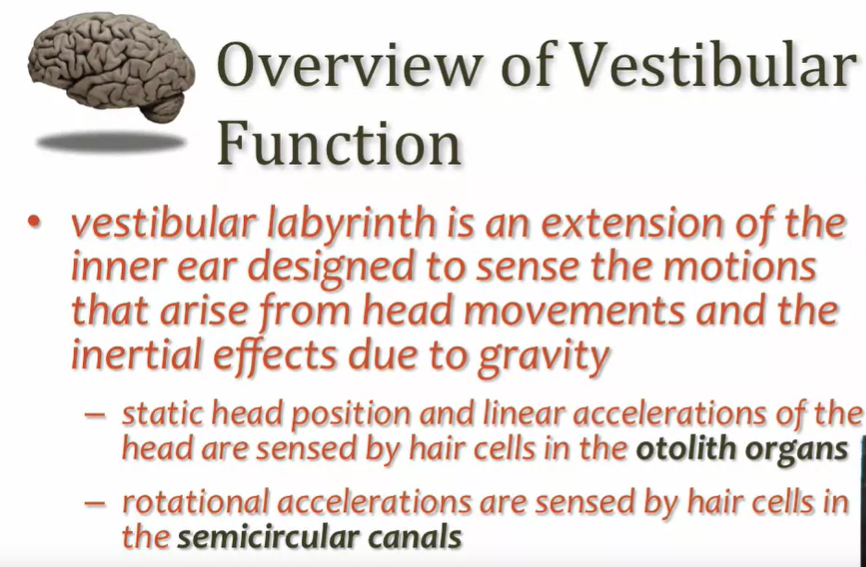 Overview of Vestibular
Function
• vestibular labyrinth is an extension of the
inner ear designed to sense the motions
that arise from head movements and the
inertial effects due to gravity
– static head position and linear accelerations of the
head are sensed by hair cells in the otolith organs
– rotational accelerations are sensed by hair cells in
the semicircular canals